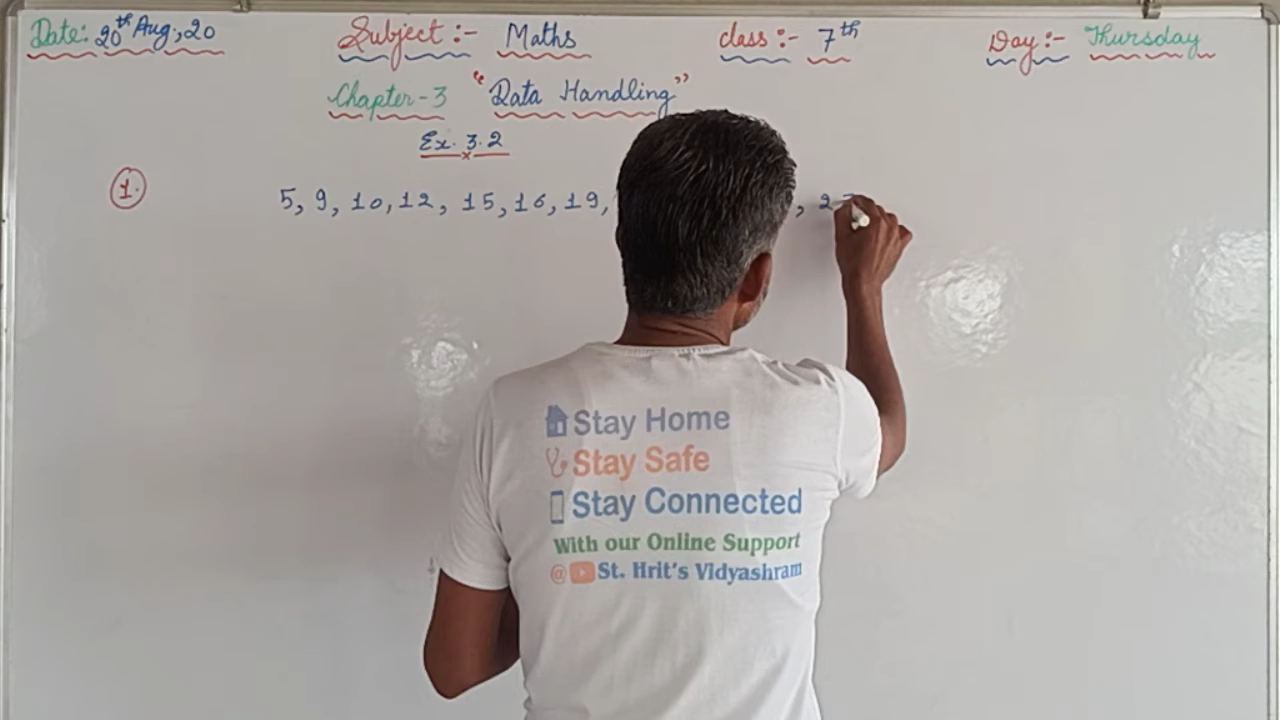 Date: 20th Aug, 20 Subject :- Maths class :- 7th Day :- Thursday
Chapter - 3 "Data Handling"
Ex. 3.2
1. 5, 9, 10, 12, 15, 16, 19, ,
Stay Home
Stay Safe
Stay Connected
With our Online Support
@ St. Hrit's Vidyashram